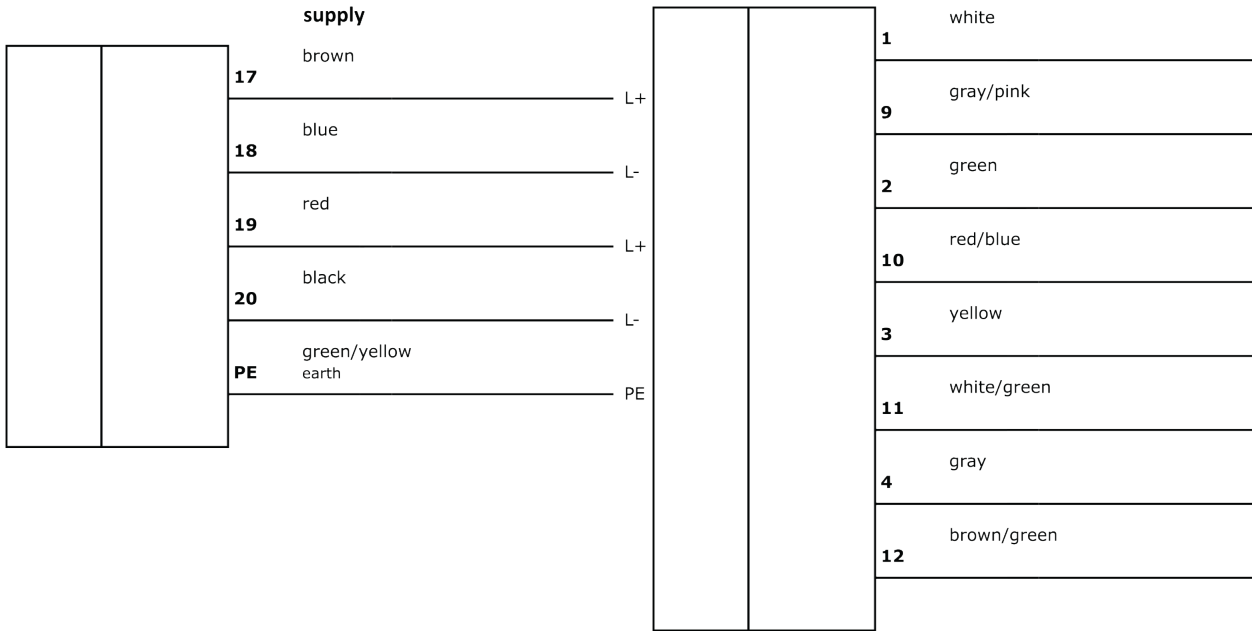 supply
brown
17
L+
blue
18
L-
red
19
L+
black
20
L-
green/yellow
earth
PE
PE
white
1
gray/pink
9
green
2
red/blue
10
yellow
3
white/green
11
gray
4
brown/green
12